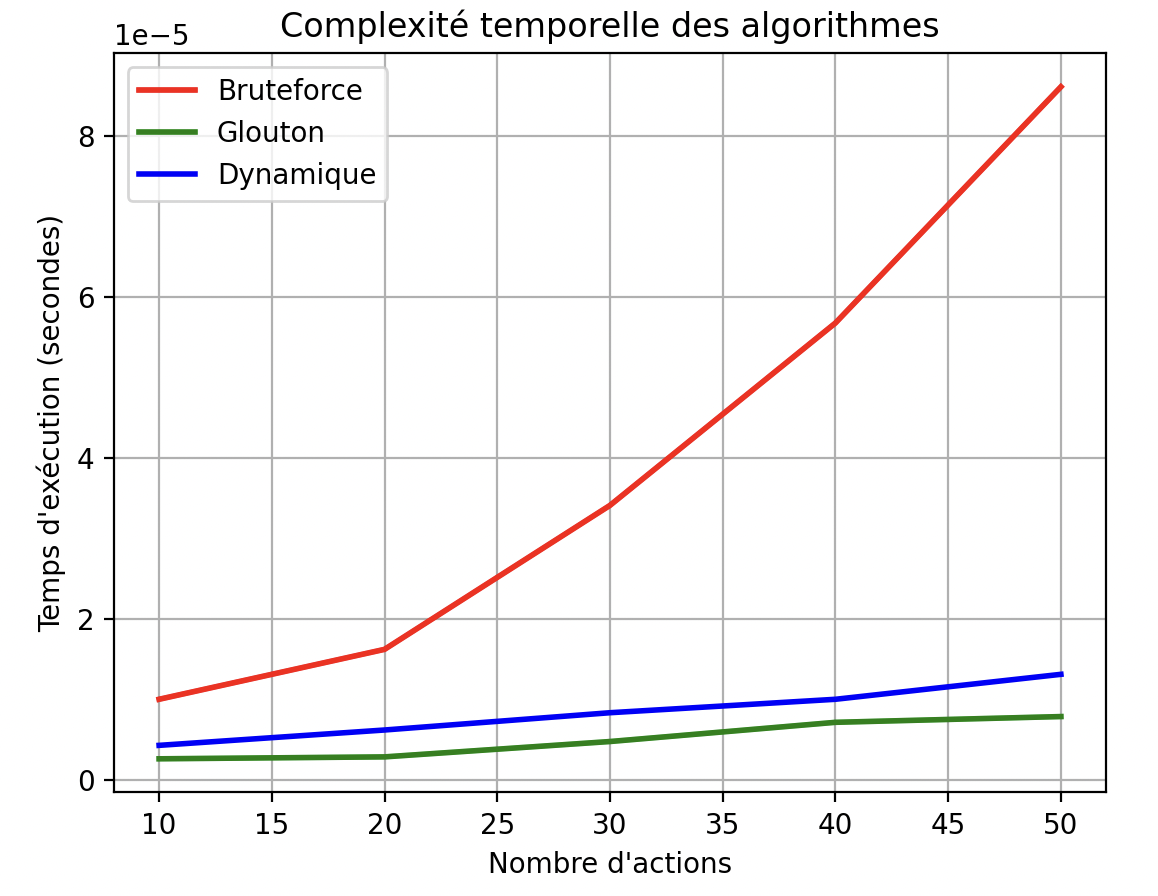 Complexité temporelle des algorithmes
1e−5
Bruteforce
Glouton
Dynamique
8
6
4
2
0
Temps d'exécution (secondes)
10 15 20 25 30 35 40 45 50
Nombre d'actions